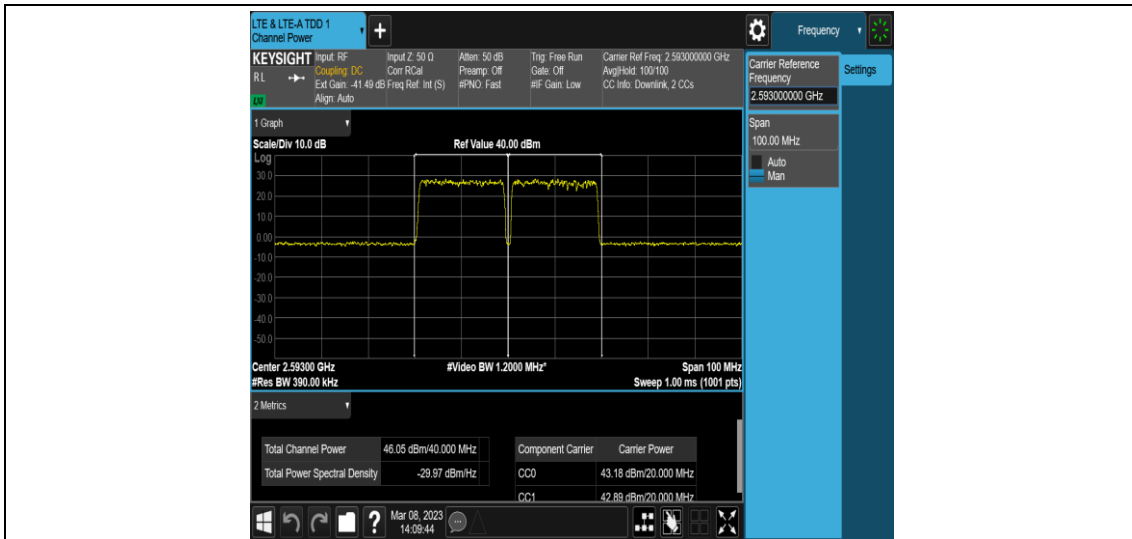 LTE & LTE-A TDD 1
Channel Power
Frequency
KEYSIGHT
RL
LXI
Input: RF
Coupling: DC
Ext Gain: -41.49 dB
Align: Auto
Input Z: 50 Ω
Corr RCal
Freq Ref: Int (S)
Atten: 50 dB
Preamp: Off
#PNO: Fast
Trig: Free Run
Gate: Off
#IF Gain: Low
Carrier Ref Freq: 2.593000000 GHz
Avg|Hold: 100/100
CC Info: Downlink, 2 CCs
Carrier Reference
Frequency
2.593000000 GHz
Settings
Span
100.00 MHz
Auto
Man
1 Graph
Scale/Div 10.0 dB
Ref Value 40.00 dBm
Log
30.0
20.0
10.0
0.00
-10.0
-20.0
-30.0
-40.0
-50.0
Center 2.59300 GHz
#Video BW 1.2000 MHz*
Span 100 MHz
#Res BW 390.00 kHz
Sweep 1.00 ms (1001 pts)
2 Metrics
Total Channel Power 46.05 dBm/40.000 MHz
Total Power Spectral Density -29.97 dBm/Hz
Component Carrier Carrier Power
CC0 43.18 dBm/20.000 MHz
CC1 42.89 dBm/20.000 MHz
Mar 08, 2023
14:09:44